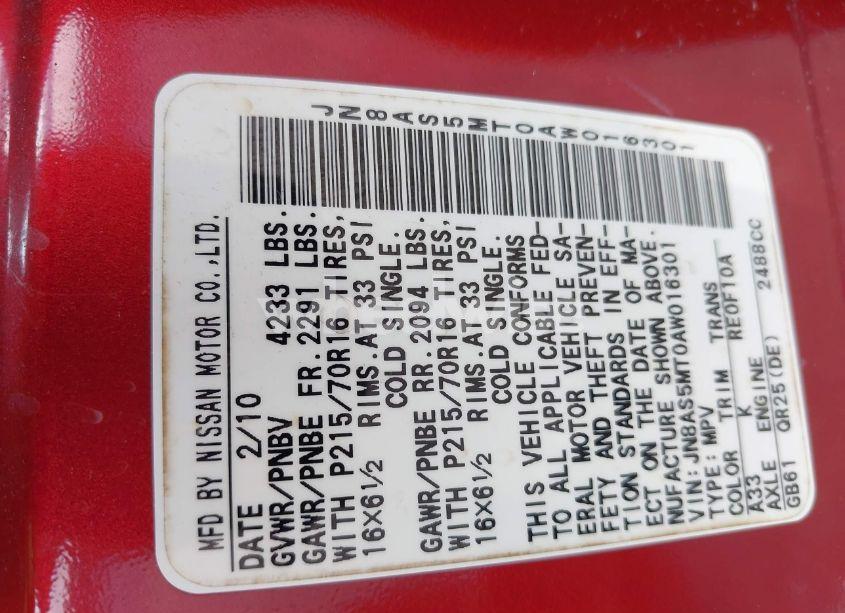 MFD BY NISSAN MOTOR CO.,LTD.
DATE 2/10
GVWR/PNBV 4233 LBS.
GAWR/PNBE FR.2291 LBS.
WITH P215/70R16 TIRES,
16X6½ RIMS.AT 33 PSI
COLD SINGLE.
GAWR/PNBE RR.2094 LBS.
WITH P215/70R16 TIRES,
16X6½ RIMS.AT 33 PSI
COLD SINGLE.
THIS VEHICLE CONFORMS
TO ALL APPLICABLE FED-
ERAL MOTOR VEHICLE SA-
FETY AND THEFT PREVEN-
TION STANDARDS IN EFF-
ECT ON THE DATE OF MA-
NUFACTURE SHOWN ABOVE.
VIN: JN8AS5MT0AW016301
TYPE: MPV
COLOR TRIM TRANS
A33 K RE0F10A
AXLE ENGINE
GB61 QR25(DE) 2488CC
JN8AS5MT0AW016301